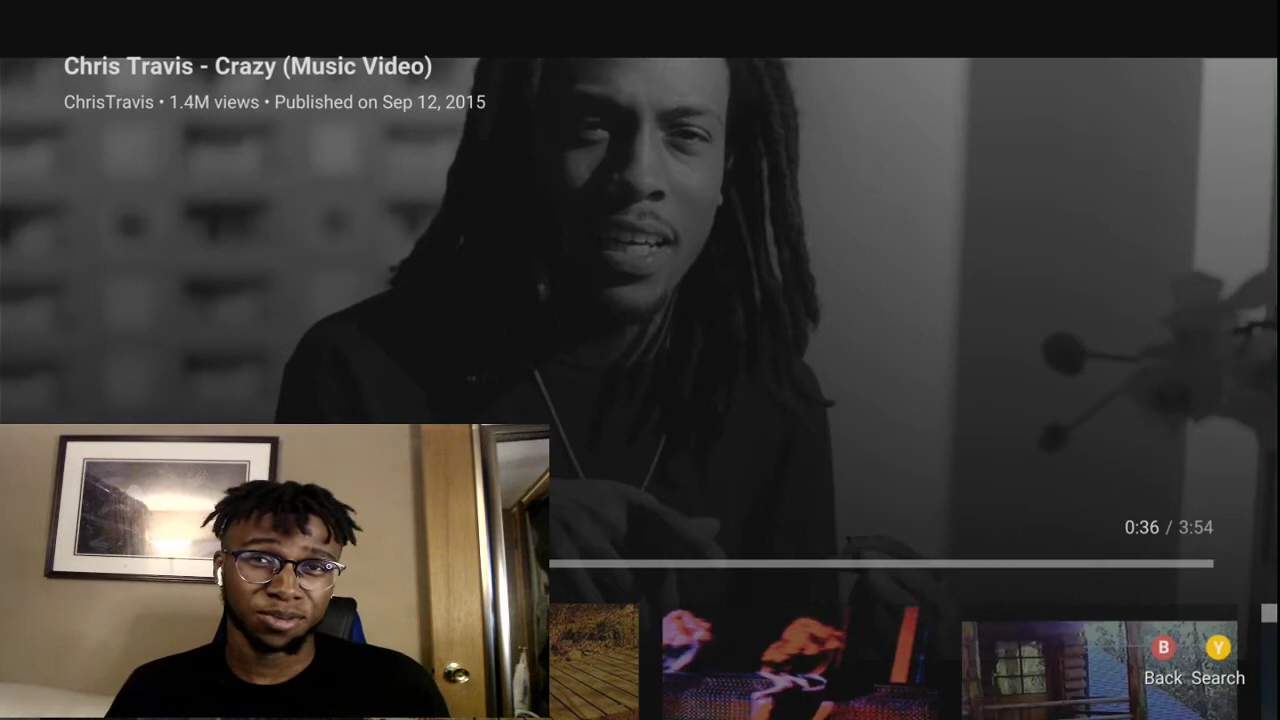 Chris Travis - Crazy (Music Video)
ChrisTravis • 1.4M views • Published on Sep 12, 2015
0:36 / 3:54
B Y
Back Search